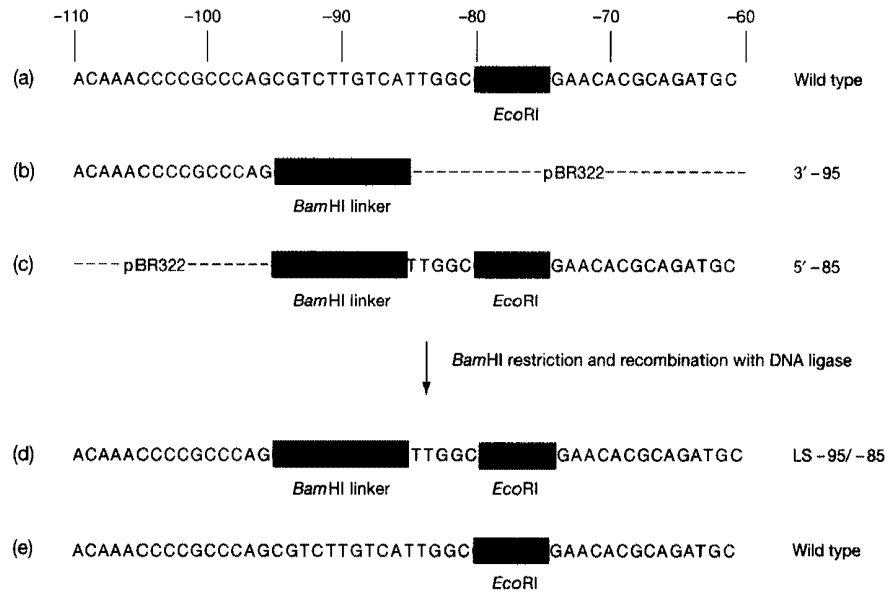 −110 −100 −90 −80 −70 −60
(a) ACAAACCCCGCCCAGCGTCTTGTCATTGGC GAACACGCAGATGC Wild type
EcoRI
(b) ACAAACCCCGCCCAG pBR322 3′ −95
BamHI linker
(c) pBR322 TTGGC GAACACGCAGATGC 5′ −85
BamHI linker EcoRI
BamHI restriction and recombination with DNA ligase
(d) ACAAACCCCGCCCAG TTGGC GAACACGCAGATGC LS −95/ −85
BamHI linker EcoRI
(e) ACAAACCCCGCCCAGCGTCTTGTCATTGGC GAACACGCAGATGC Wild type
EcoRI